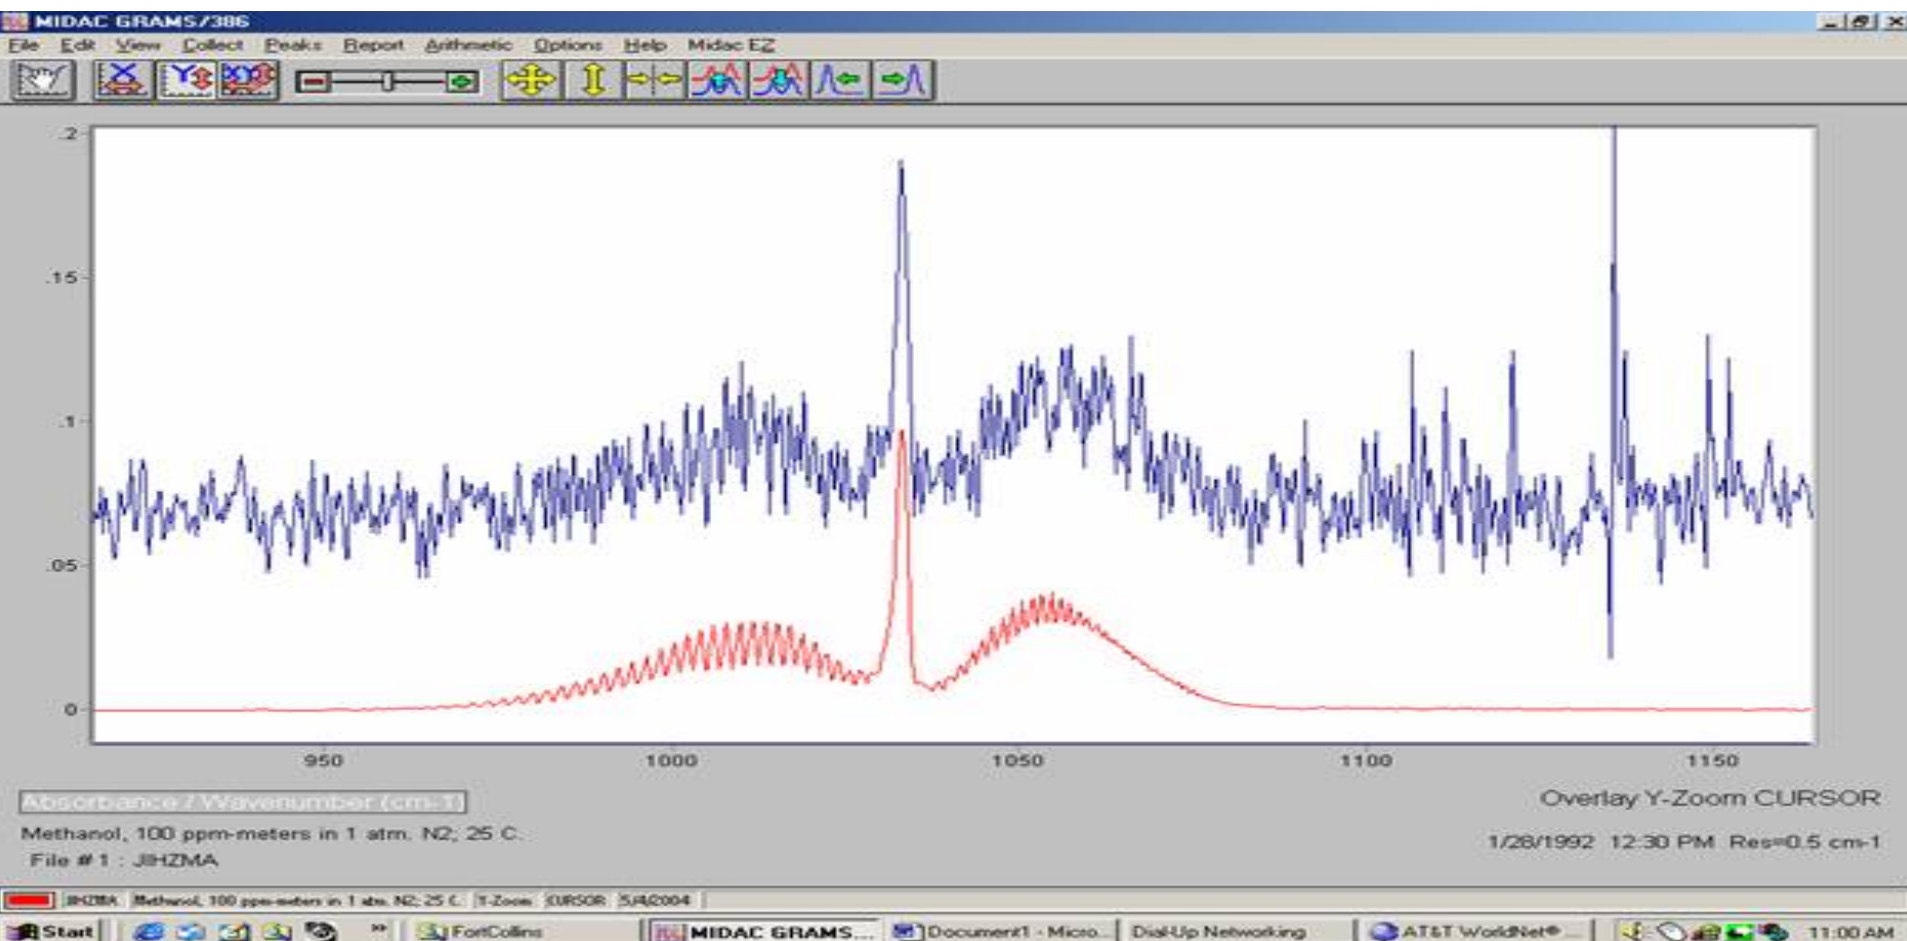 MIDAC GRAMS/386
File Edit View Collect Peaks Report Arithmetic Options Help Midac EZ
.2
.15
.1
.05
0
950 1000 1050 1100 1150
Absorbance / Wavenumber (cm-1)
Overlay Y-Zoom CURSOR
Methanol, 100 ppm-meters in 1 atm. N2; 25 C.
1/28/1992 12:30 PM Res=0.5 cm-1
File # 1 : JIHZMA
JIHZMA Methanol, 100 ppm-meters in 1 atm. N2; 25 C. Y-Zoom CURSOR 5/4/2004
Start » FortCollins MIDAC GRAMS... Document1 - Micro... Dial-Up Networking AT&T WorldNet® ... 11:00 AM